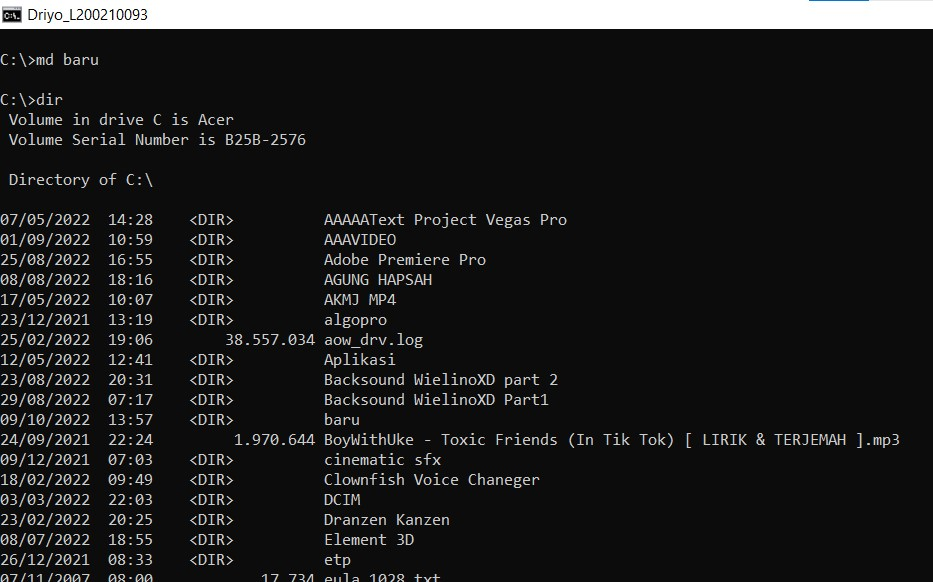 Driyo_L200210093
C:\>md baru
C:\>dir
 Volume in drive C is Acer
 Volume Serial Number is B25B-2576
 Directory of C:\
07/05/2022  14:28    <DIR>          AAAAAText Project Vegas Pro
01/09/2022  10:59    <DIR>          AAAVIDEO
25/08/2022  16:55    <DIR>          Adobe Premiere Pro
08/08/2022  18:16    <DIR>          AGUNG HAPSAH
17/05/2022  10:07    <DIR>          AKMJ MP4
23/12/2021  13:19    <DIR>          algopro
25/02/2022  19:06        38.557.034 aow_drv.log
12/05/2022  12:41    <DIR>          Aplikasi
23/08/2022  20:31    <DIR>          Backsound WielinoXD part 2
29/08/2022  07:17    <DIR>          Backsound WielinoXD Part1
09/10/2022  13:57    <DIR>          baru
24/09/2021  22:24         1.970.644 BoyWithUke - Toxic Friends (In Tik Tok) [ LIRIK & TERJEMAH ].mp3
09/12/2021  07:03    <DIR>          cinematic sfx
18/02/2022  09:49    <DIR>          Clownfish Voice Chaneger
03/03/2022  22:03    <DIR>          DCIM
23/02/2022  20:25    <DIR>          Dranzen Kanzen
08/07/2022  18:55    <DIR>          Element 3D
26/12/2021  08:33    <DIR>          etp
07/11/2007  08:00            17.734 eula.1028.txt